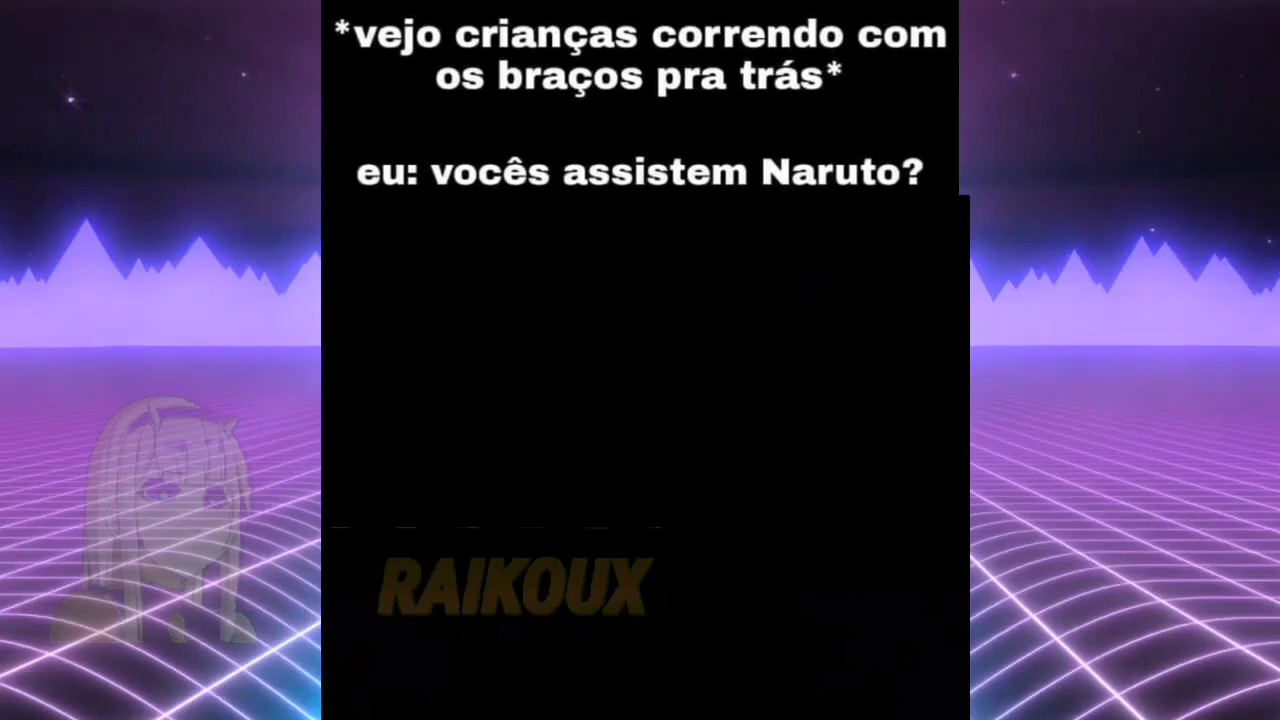 *vejo crianças correndo com
os braços pra trás*
eu: vocês assistem Naruto?
RAIKOUX